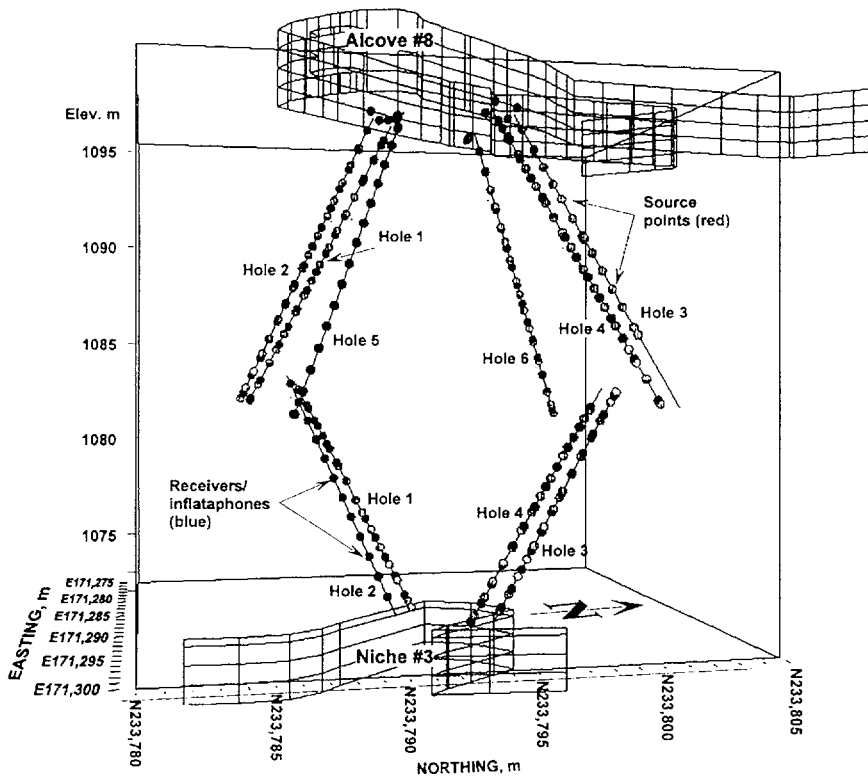 Alcove #8
Elev. m
1095
1090
1085
1080
1075
Source
points (red)
Hole 1
Hole 2
Hole 3
Hole 4
Hole 5
Hole 6
Receivers/
inflataphones
(blue)
Hole 1
Hole 4
Hole 3
Hole 2
E171,275
E171,280
E171,285
E171,290
E171,295
E171,300
EASTING, m
Niche #3
N
N233,780
N233,785
N233,790
N233,795
N233,800
N233,805
NORTHING, m